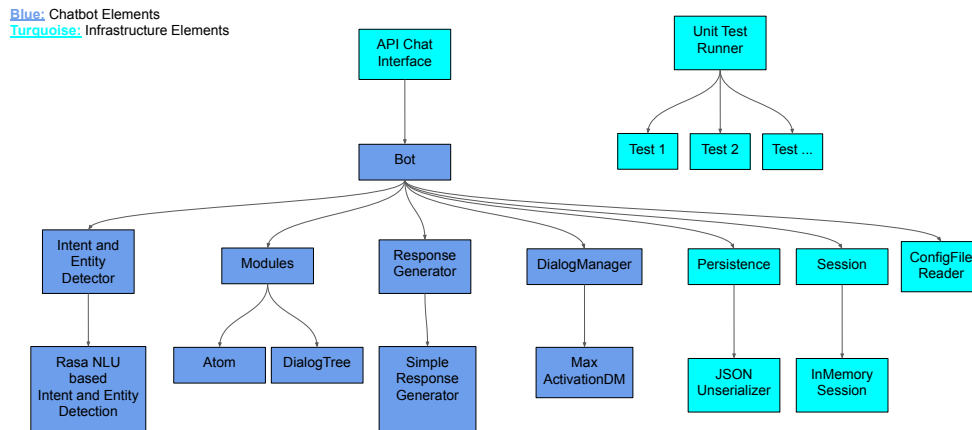 Blue: Chatbot Elements
Turquoise: Infrastructure Elements
API Chat
Interface
Unit Test
Runner
Test 1
Test 2
Test ...
Bot
Intent and
Entity
Detector
Modules
Response
Generator
DialogManager
Persistence
Session
ConfigFile
Reader
Rasa NLU
based
Intent and Entity
Detection
Atom
DialogTree
Simple
Response
Generator
Max
ActivationDM
JSON
Unserializer
InMemory
Session